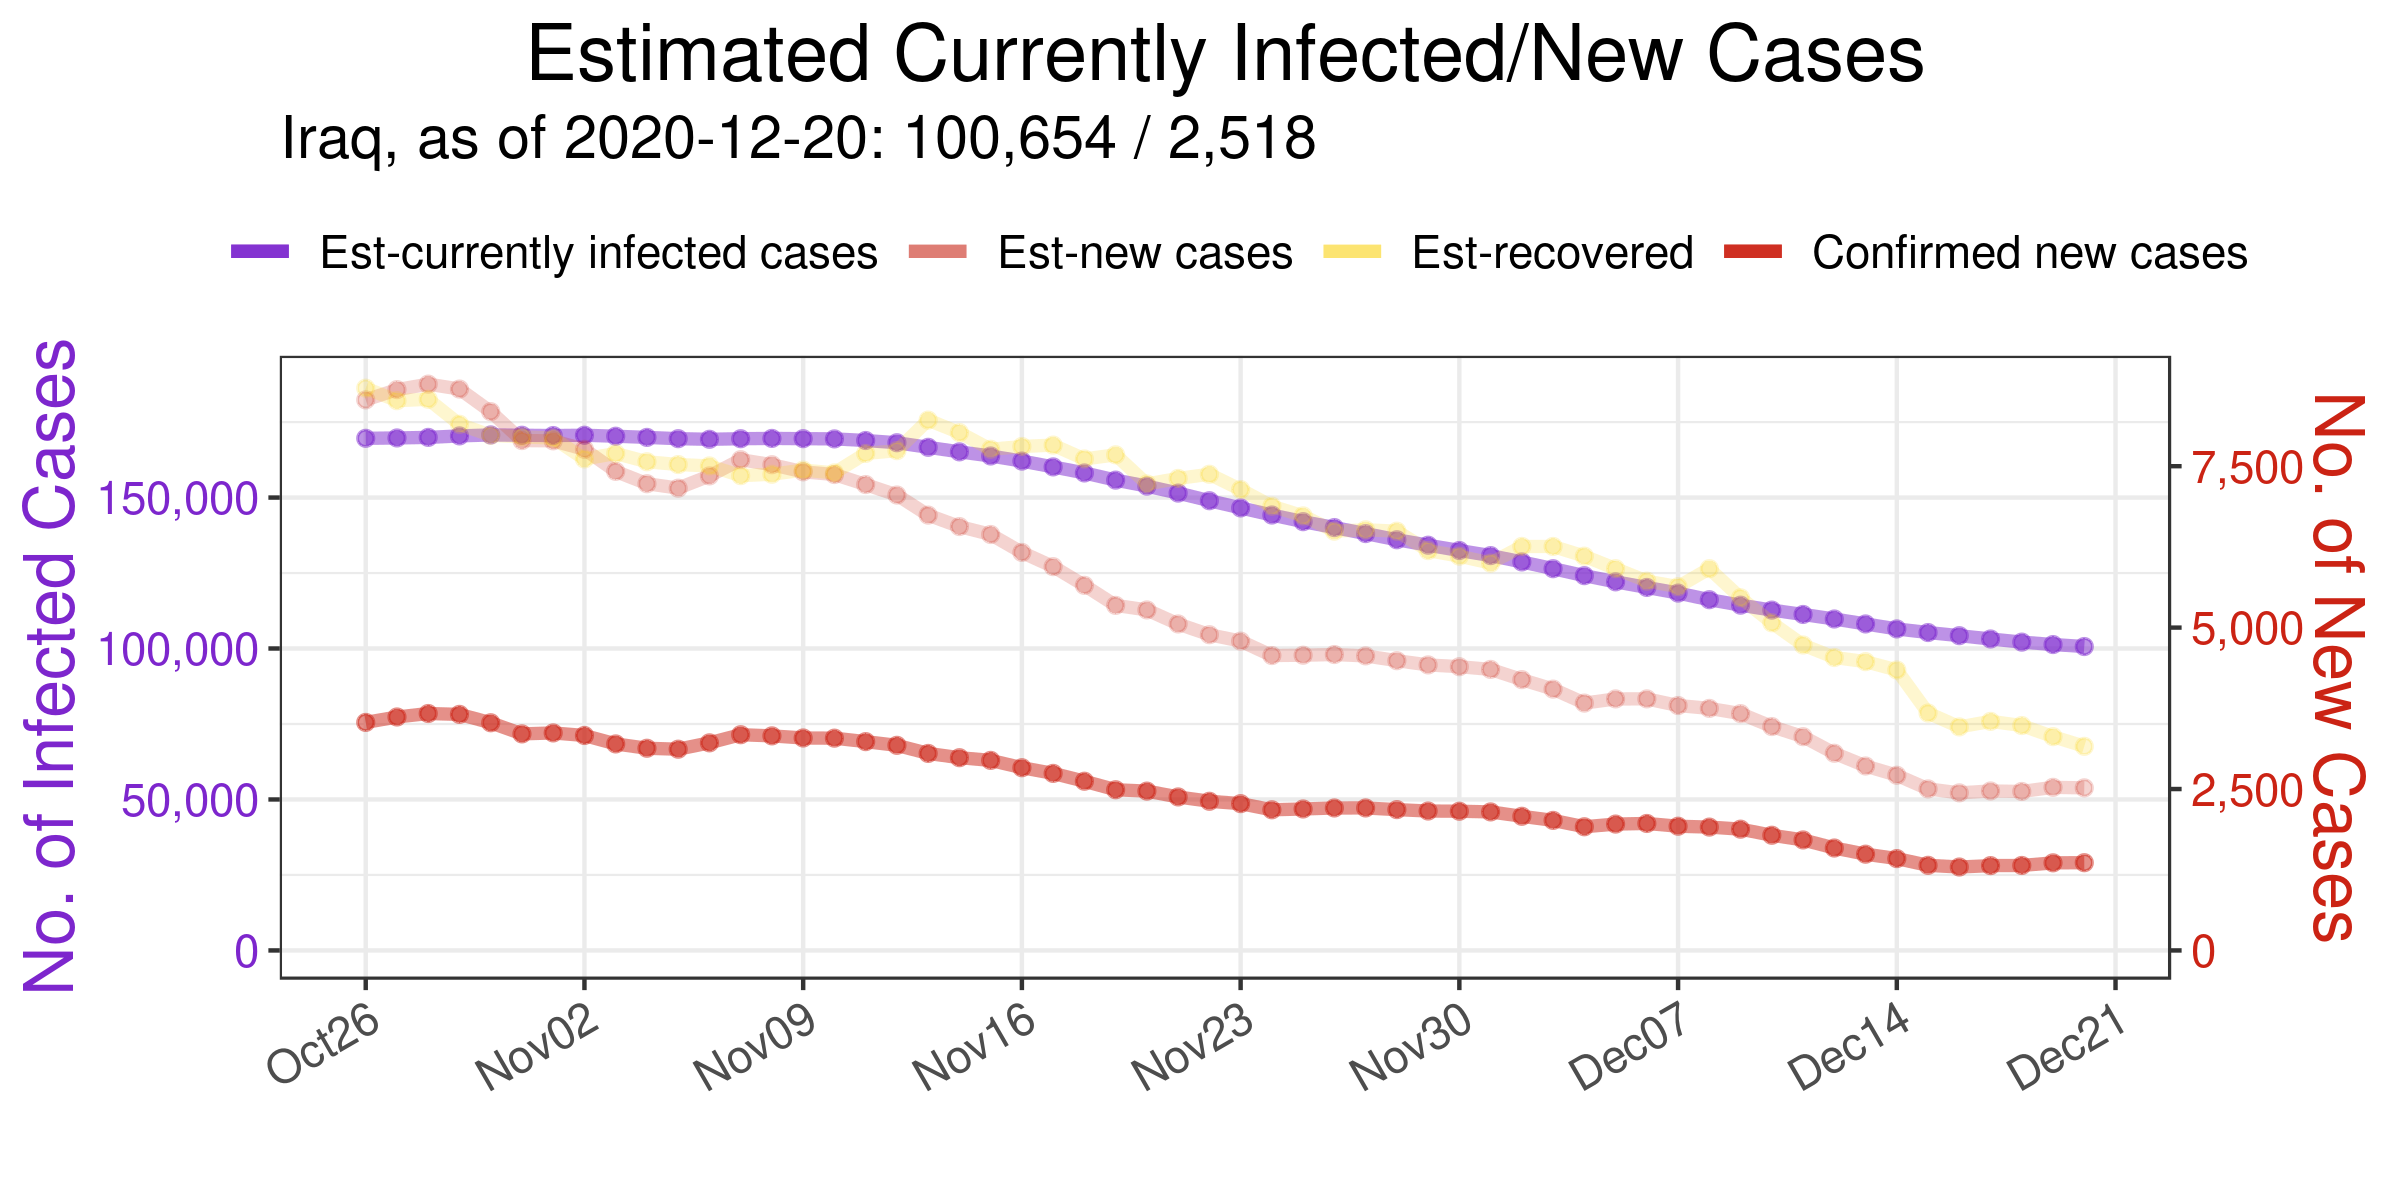 Estimated Currently Infected/New Cases
Iraq, as of 2020-12-20: 100,654 / 2,518
Est-currently infected cases Est-new cases Est-recovered Confirmed new cases
No. of Infected Cases
150,000
100,000
50,000
0
7,500
5,000
2,500
0
No. of New Cases
Oct26 Nov02 Nov09 Nov16 Nov23 Nov30 Dec07 Dec14 Dec21